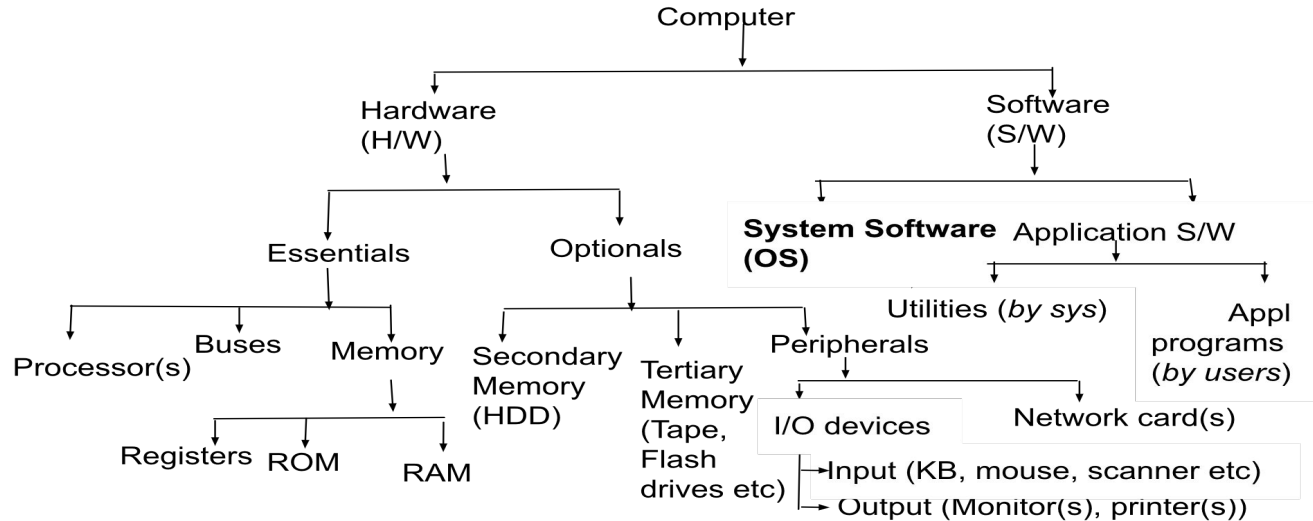 Computer
Hardware
(H/W)
Software
(S/W)
Essentials
Optionals
System Software
(OS)
Application S/W
Processor(s)
Buses
Memory
Secondary
Memory
(HDD)
Tertiary
Memory
(Tape,
Flash
drives etc)
Peripherals
Utilities (by sys)
Appl
programs
(by users)
Registers
ROM
RAM
I/O devices
Network card(s)
Input (KB, mouse, scanner etc)
Output (Monitor(s), printer(s))